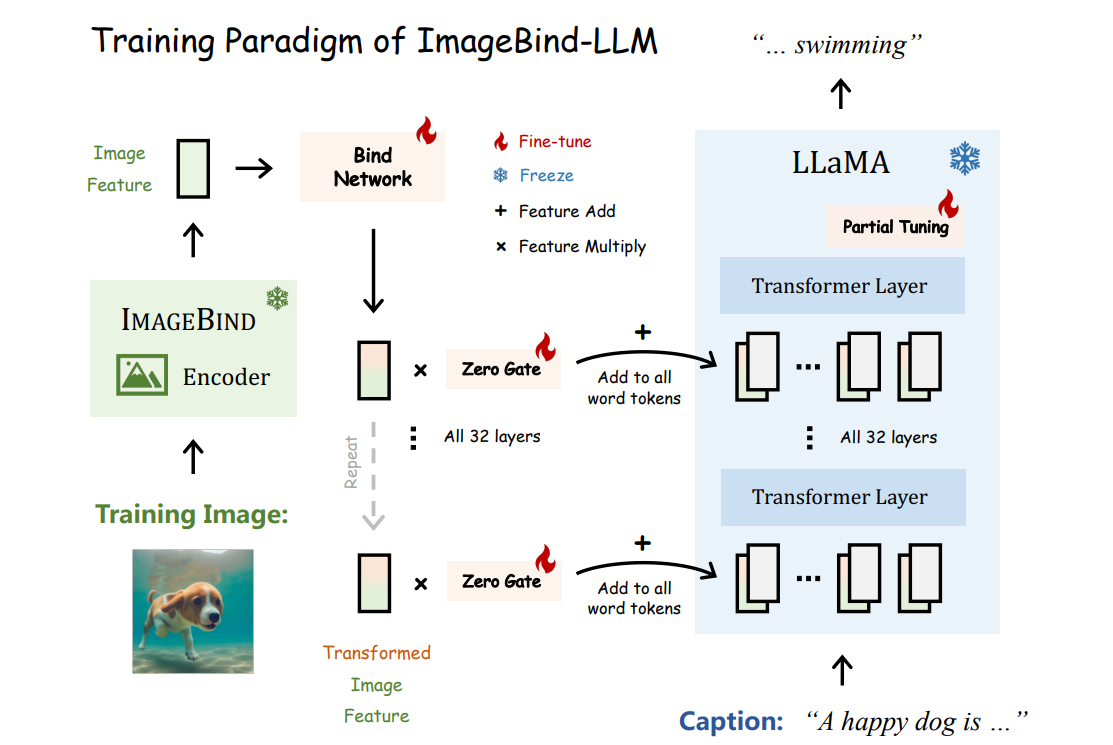 Training Paradigm of ImageBind-LLM
“... swimming”
Image
Feature
Bind
Network
Fine-tune
Freeze
+ Feature Add
× Feature Multiply
LLaMA
Partial Tuning
Transformer Layer
IMAGEBIND
Encoder
× Zero Gate
+
Add to all
word tokens
...
Repeat
All 32 layers
All 32 layers
Training Image:
Transformer Layer
× Zero Gate
+
Add to all
word tokens
...
Transformed
Image
Feature
Caption: “A happy dog is ...”